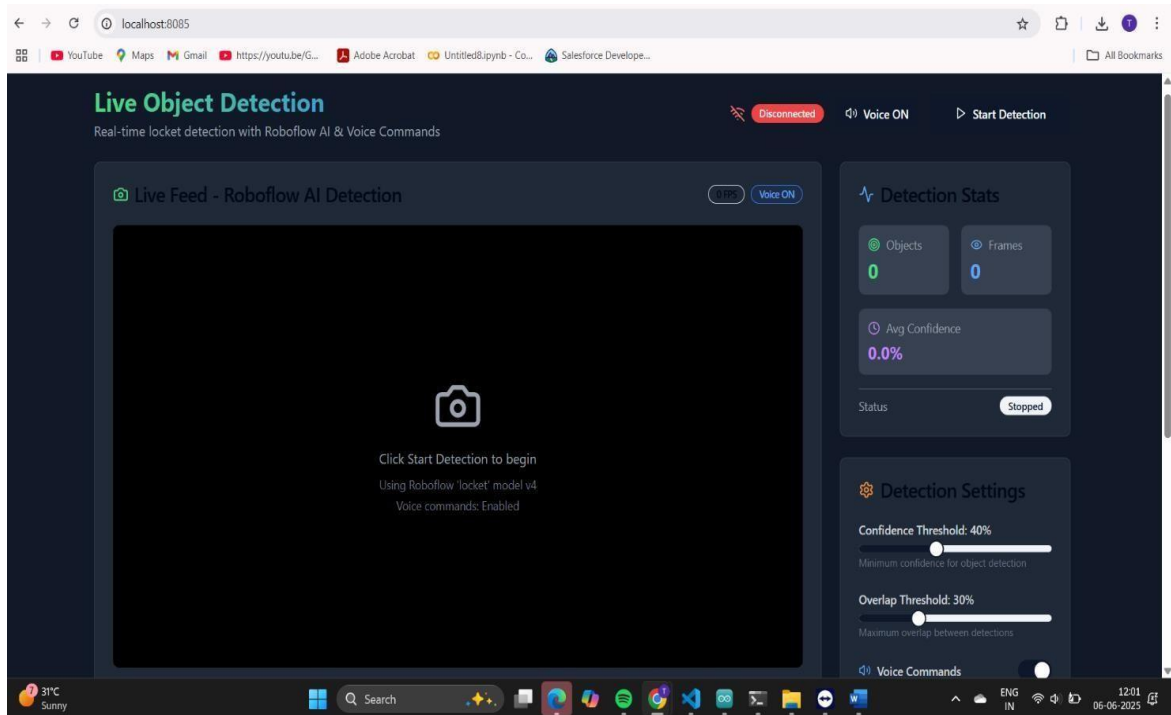 localhost:8085
YouTube Maps Gmail https://youtu.be/G... Adobe Acrobat Untitled8.ipynb - Co... Salesforce Develope... All Bookmarks
Live Object Detection
Real-time locket detection with Roboflow AI & Voice Commands
Disconnected Voice ON Start Detection
Live Feed - Roboflow AI Detection
0 FPS Voice ON
Click Start Detection to begin
Using Roboflow 'locket' model v4
Voice commands: Enabled
Detection Stats
Objects Frames
0 0
Avg Confidence
0.0%
Status Stopped
Detection Settings
Confidence Threshold: 40%
Minimum confidence for object detection
Overlap Threshold: 30%
Maximum overlap between detections
Voice Commands
7 31°C
Sunny
Search
ENG
IN
12:01
06-06-2025